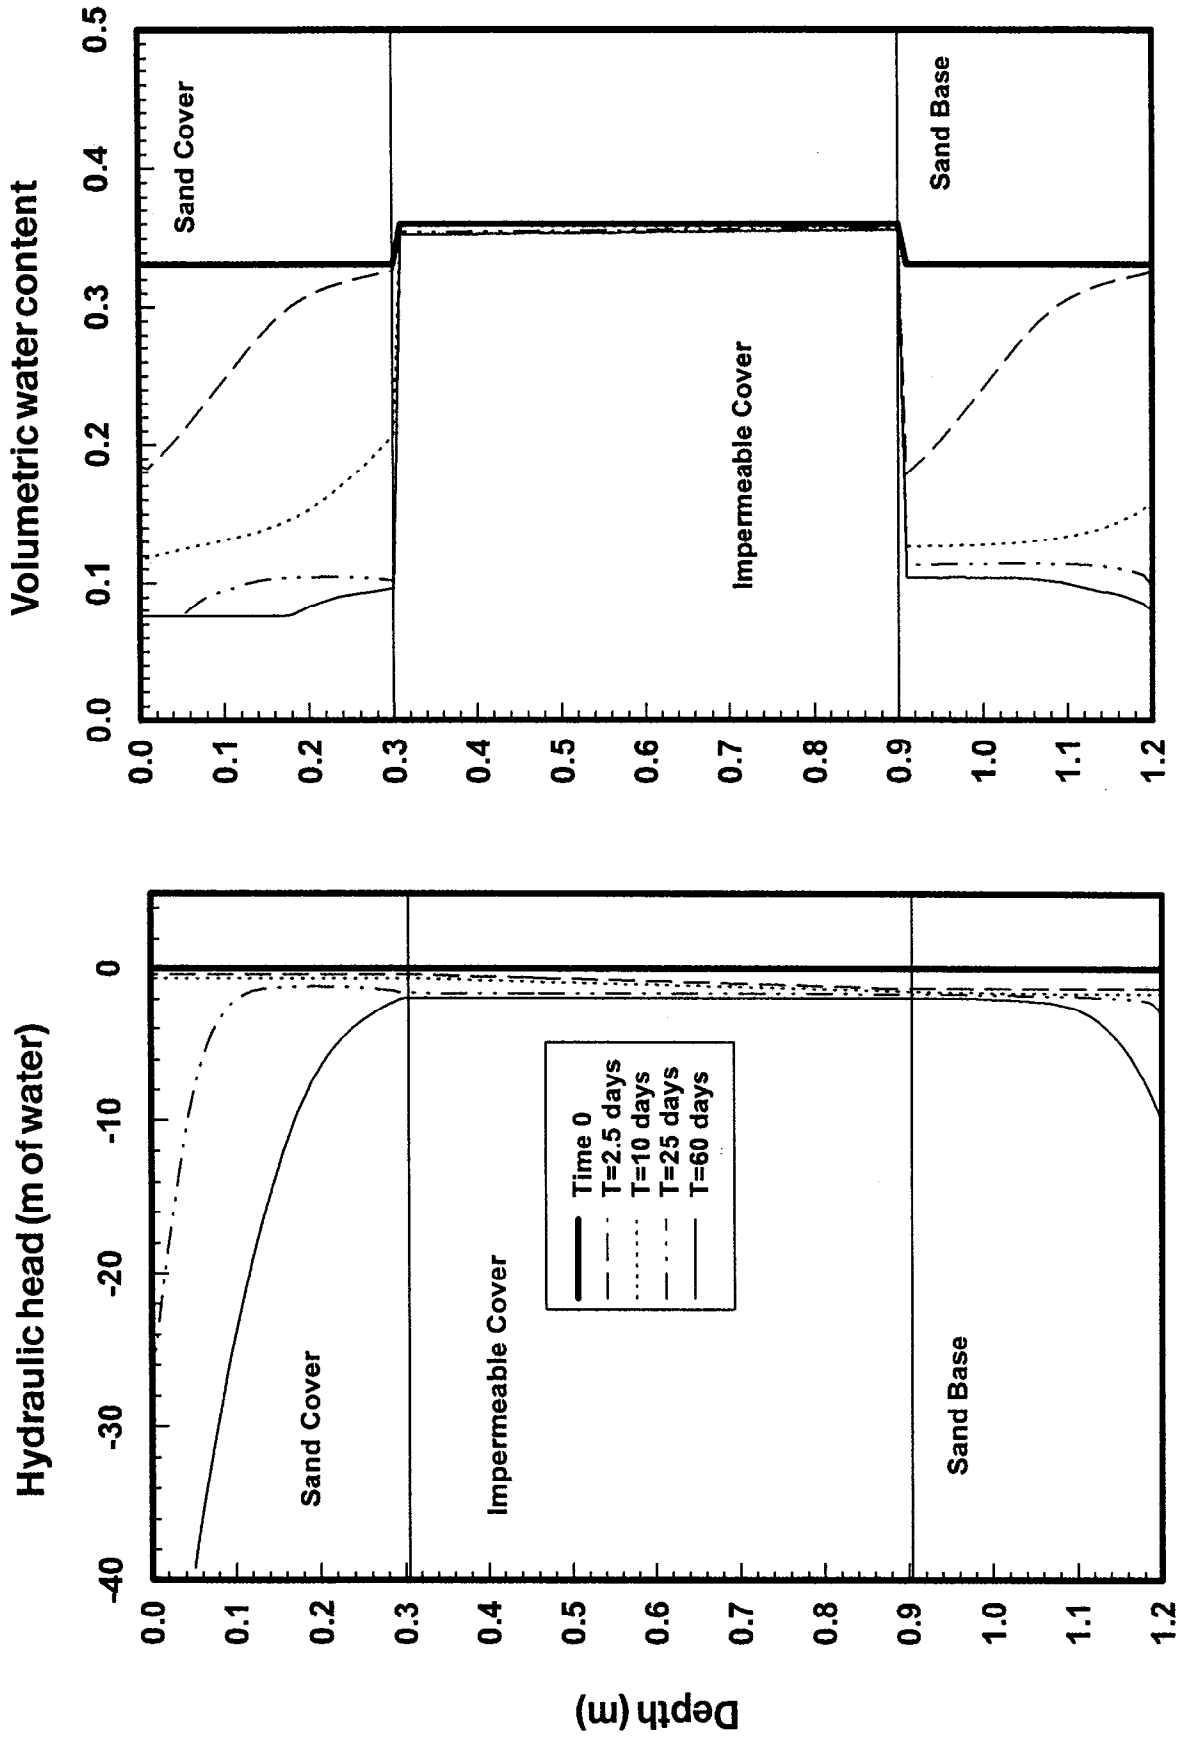 Hydraulic head (m of water)
-40 -30 -20 -10 0
Depth (m)
0.0
0.1
0.2
0.3
0.4
0.5
0.6
0.7
0.8
0.9
1.0
1.1
1.2
Sand Cover
Impermeable Cover
Time 0
T=2.5 days
T=10 days
T=25 days
T=60 days
Sand Base
Volumetric water content
0.0 0.1 0.2 0.3 0.4 0.5
0.0
0.1
0.2
0.3
0.4
0.5
0.6
0.7
0.8
0.9
1.0
1.1
1.2
Sand Cover
Impermeable Cover
Sand Base